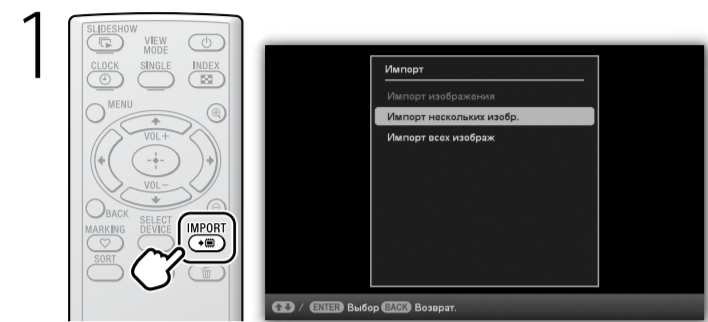 1
SLIDESHOW
VIEW
MODE
CLOCK
SINGLE
INDEX
MENU
VOL+
VOL−
BACK
SELECT
DEVICE
MARKING
IMPORT
SORT
Импорт
Импорт изображения
Импорт нескольких изобр.
Импорт всех изображ
/ ENTER Выбор BACK Возврат.